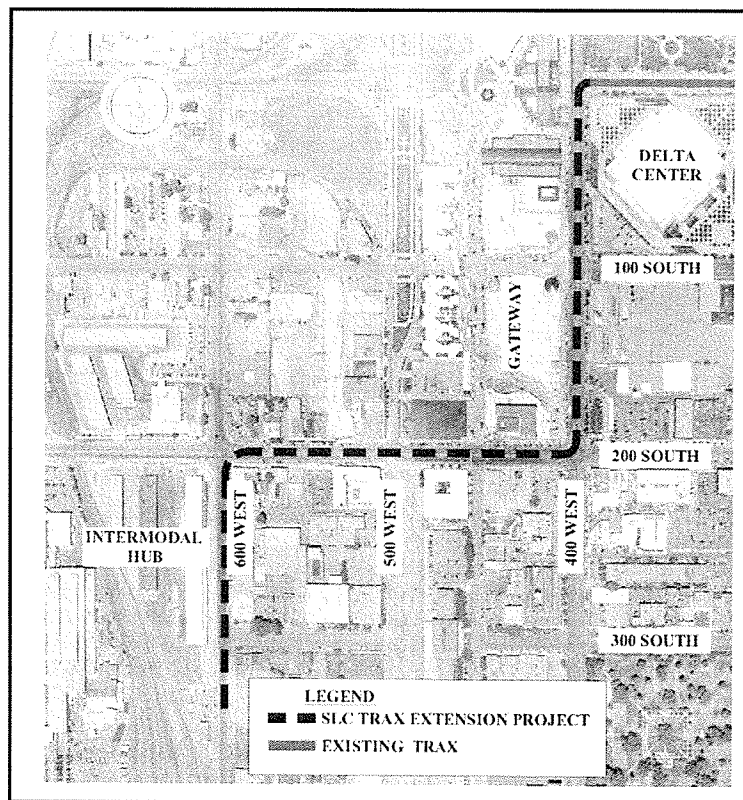 DELTA
CENTER
100 SOUTH
GATEWAY
200 SOUTH
600 WEST
500 WEST
400 WEST
INTERMODAL
HUB
300 SOUTH
LEGEND
SLC TRAX EXTENSION PROJECT
EXISTING TRAX